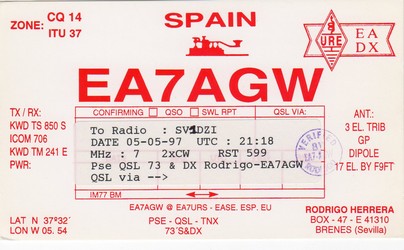 ZONE: CQ 14
ITU 37
SPAIN
URE
EA
DX
EA7AGW
TX / RX:
KWD TS 850 S
ICOM 706
KWD TM 241 E
CONFIRMING QSO SWL RPT QSL VIA:
To Radio : SV1DZI
DATE 05-05-97 UTC : 21:18
MHz : 7 2xCW RST 599
Pse QSL 73 & DX Rodrigo-EA7AGW
QSL via -->
IM77 BM
VERIFIED
BY
ANT.:
3 EL. TRIB
GP
DIPOLE
17 EL. BY F9FT
LAT N 37º32'
LON W 05. 54
EA7AGW @ EA7URS - EASE. ESP. EU
PSE - QSL - TNX
73´S&DX
RODRIGO HERRERA
BOX - 47 - E 41310
BRENES (Sevilla)